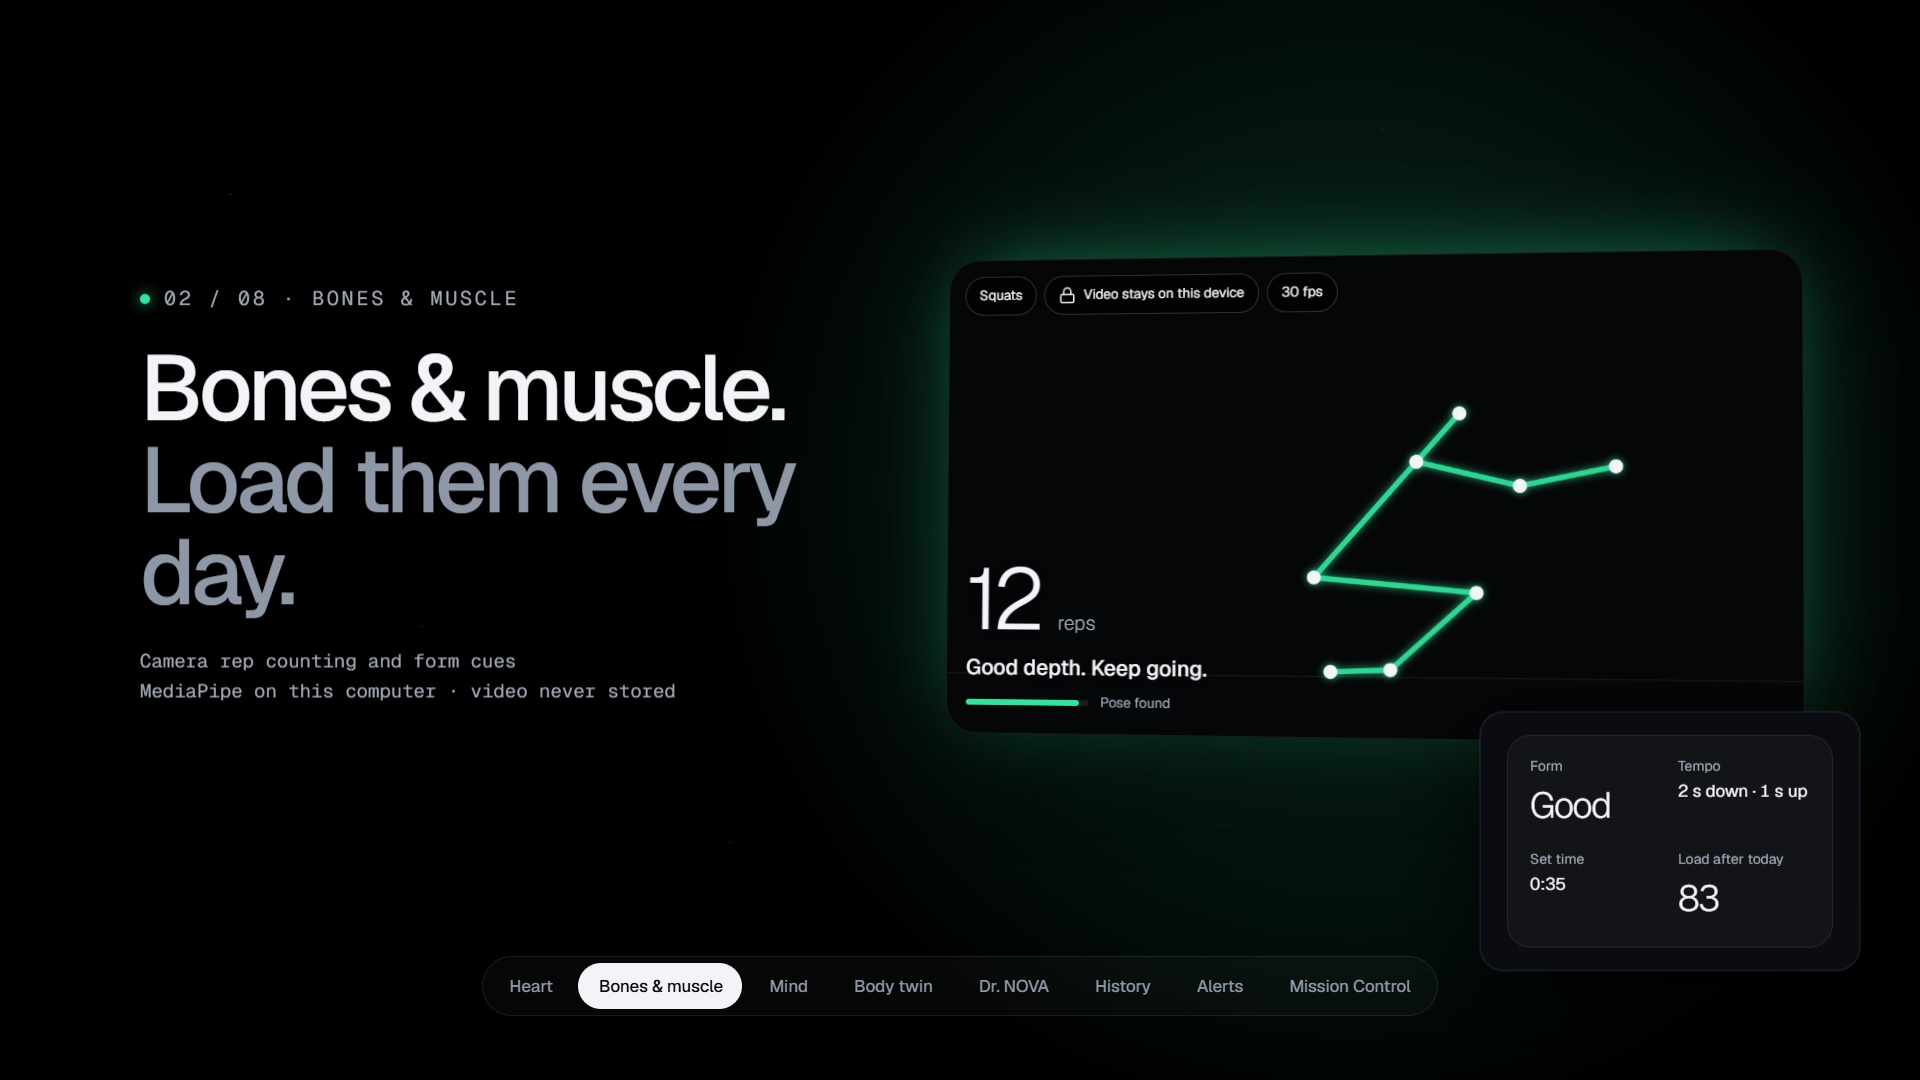 02 / 08 · BONES & MUSCLE
Bones & muscle.
Load them every
day.
Camera rep counting and form cues
MediaPipe on this computer · video never stored
Squats
Video stays on this device
30 fps
12 reps
Good depth. Keep going.
Pose found
Form
Good
Tempo
2 s down · 1 s up
Set time
0:35
Load after today
83
Heart
Bones & muscle
Mind
Body twin
Dr. NOVA
History
Alerts
Mission Control